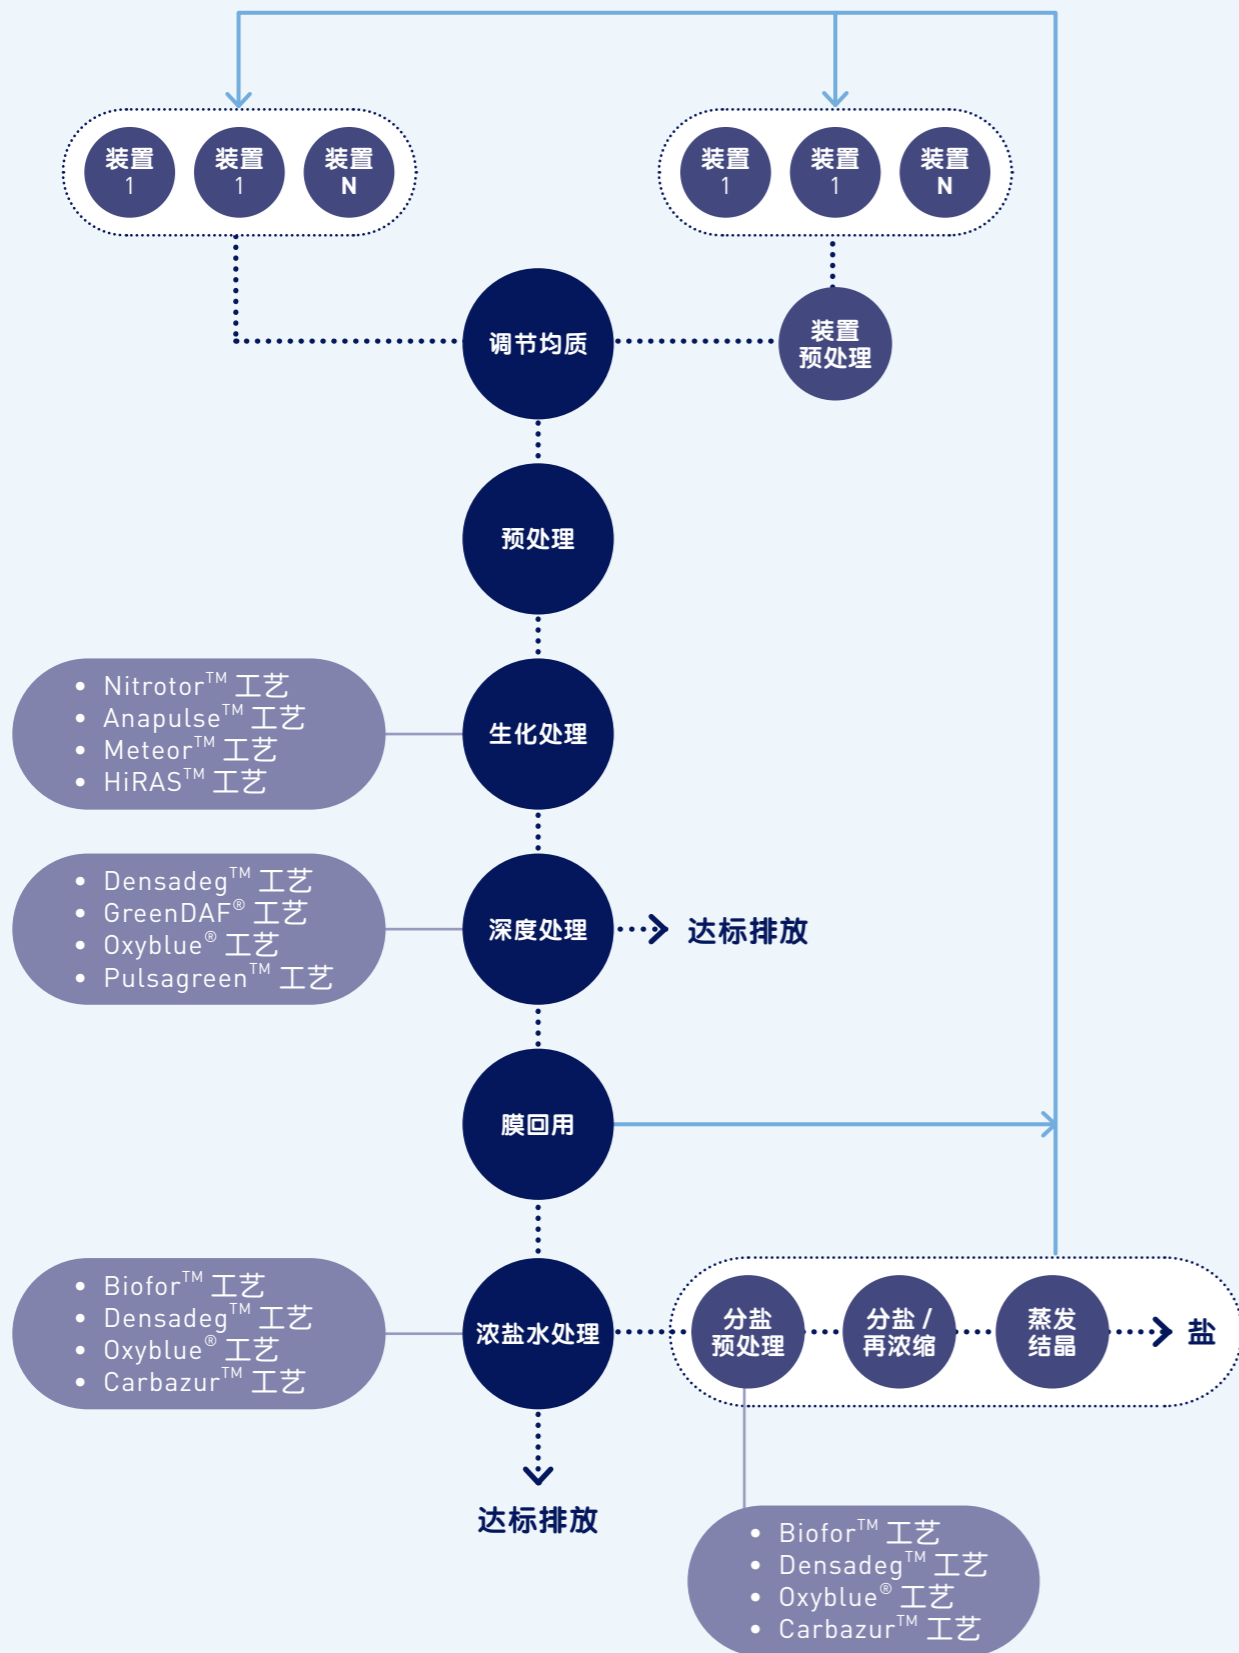 装置
1
装置
1
装置
N
装置
1
装置
1
装置
N
调节均质
装置
预处理
预处理
• Nitrotor™ 工艺
• Anapulse™ 工艺
• Meteor™ 工艺
• HiRAS™ 工艺
生化处理
• Densadeg™ 工艺
• GreenDAF® 工艺
• Oxyblue® 工艺
• Pulsagreen™ 工艺
深度处理
达标排放
膜回用
• Biofor™ 工艺
• Densadeg™ 工艺
• Oxyblue® 工艺
• Carbazur™ 工艺
浓盐水处理
分盐
预处理
分盐 /
再浓缩
蒸发
结晶
盐
达标排放
• Biofor™ 工艺
• Densadeg™ 工艺
• Oxyblue® 工艺
• Carbazur™ 工艺